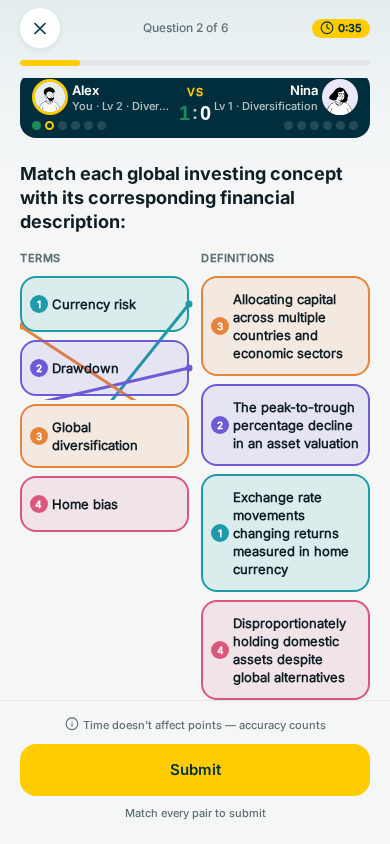 Question 2 of 6
0:35
Alex
VS
Nina
You · Lv 2 · Diver...
1:0
Lv 1 · Diversification
Match each global investing concept
with its corresponding financial
description:
TERMS
DEFINITIONS
1 Currency risk
2 Drawdown
3 Global
diversification
4 Home bias
3 Allocating capital
across multiple
countries and
economic sectors
2 The peak-to-trough
percentage decline
in an asset valuation
1 Exchange rate
movements
changing returns
measured in home
currency
4 Disproportionately
holding domestic
assets despite
global alternatives
Time doesn't affect points — accuracy counts
Submit
Match every pair to submit